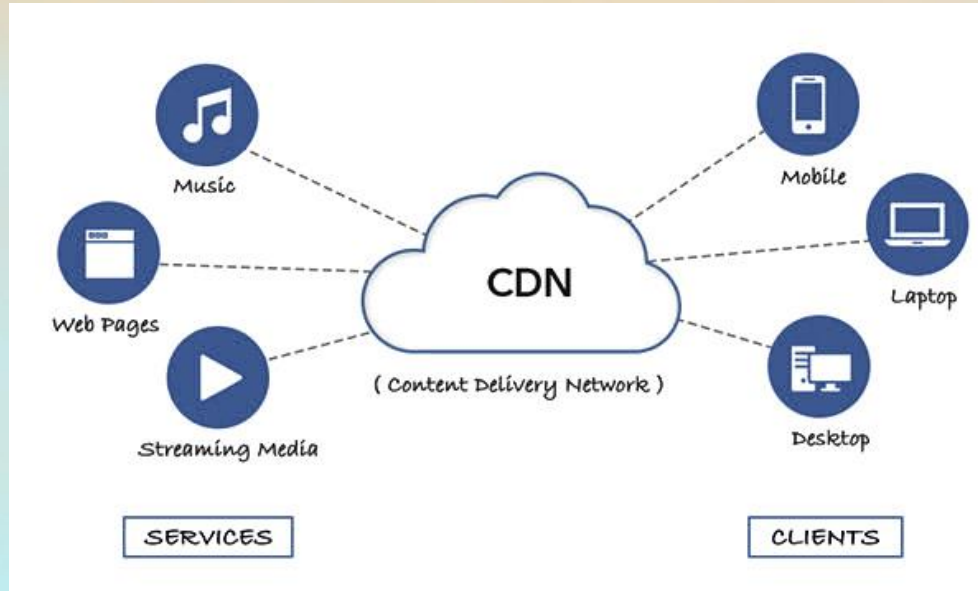 Music
Mobile
Web Pages
CDN
Laptop
( Content Delivery Network )
Streaming Media
Desktop
SERVICES
CLIENTS